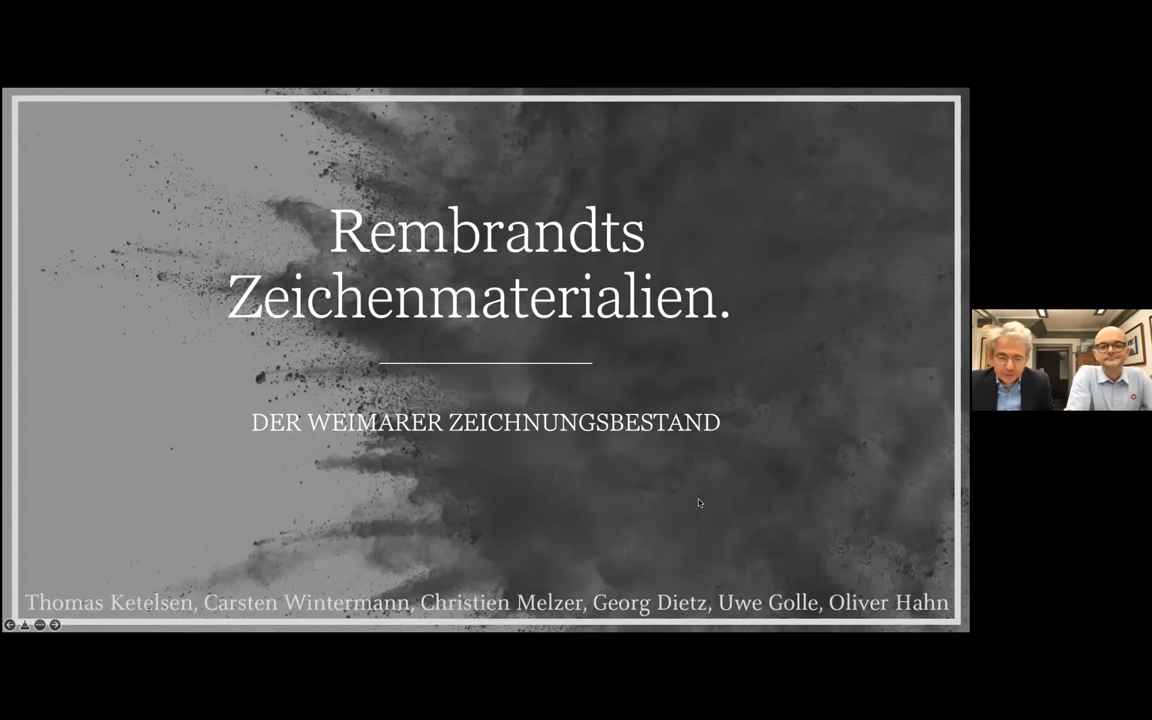 Rembrandts
Zeichenmaterialien.
DER WEIMARER ZEICHNUNGSBESTAND
Thomas Ketelsen, Carsten Wintermann, Christien Melzer, Georg Dietz, Uwe Golle, Oliver Hahn